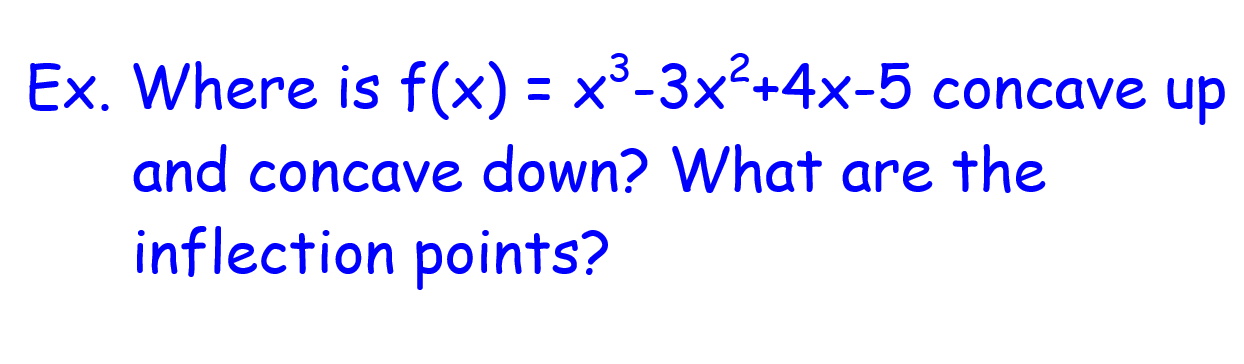 Ex. Where is f(x) = x³-3x²+4x-5 concave up
and concave down? What are the
inflection points?